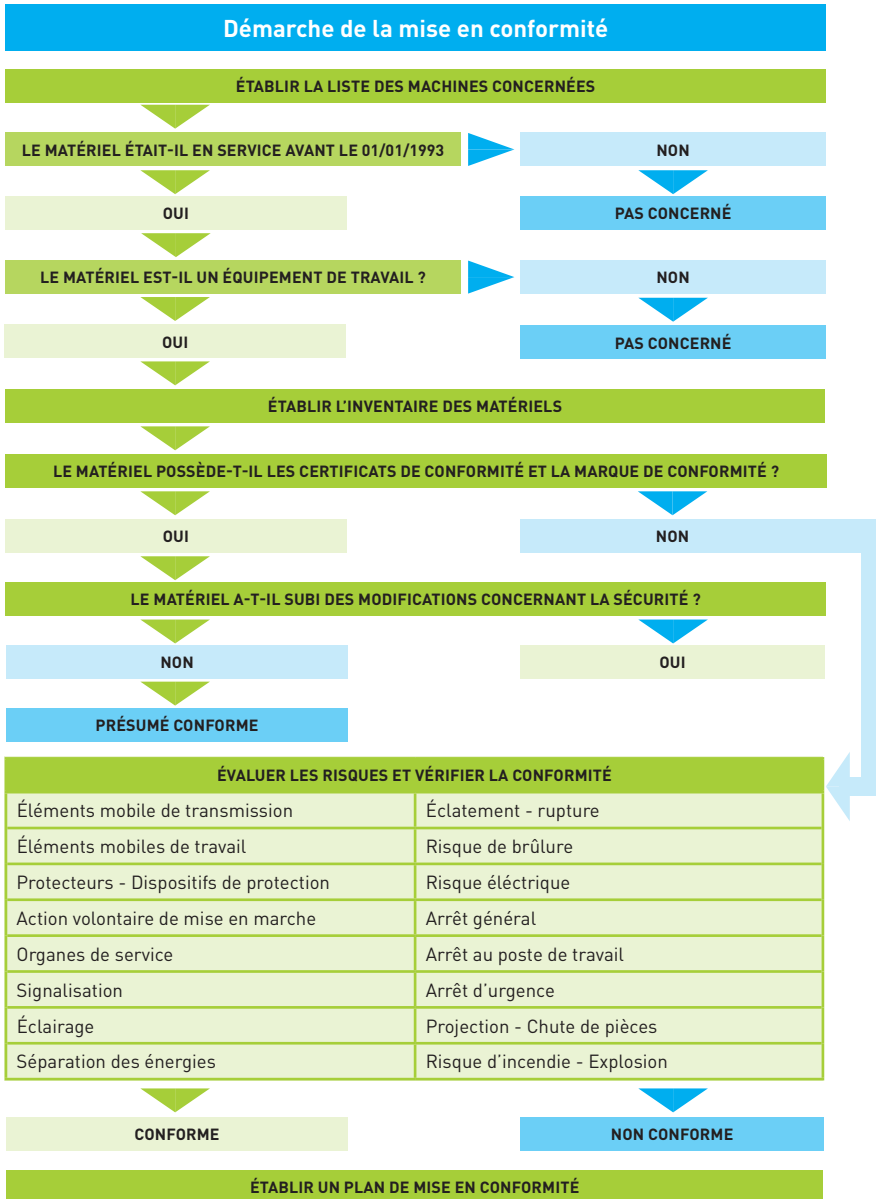 Démarche de la mise en conformité
ÉTABLIR LA LISTE DES MACHINES CONCERNÉES
LE MATÉRIEL ÉTAIT-IL EN SERVICE AVANT LE 01/01/1993
NON
OUI
PAS CONCERNÉ
LE MATÉRIEL EST-IL UN ÉQUIPEMENT DE TRAVAIL ?
NON
OUI
PAS CONCERNÉ
ÉTABLIR L'INVENTAIRE DES MATÉRIELS
LE MATÉRIEL POSSÈDE-T-IL LES CERTIFICATS DE CONFORMITÉ ET LA MARQUE DE CONFORMITÉ ?
OUI
NON
LE MATÉRIEL A-T-IL SUBI DES MODIFICATIONS CONCERNANT LA SÉCURITÉ ?
NON
OUI
PRÉSUMÉ CONFORME
ÉVALUER LES RISQUES ET VÉRIFIER LA CONFORMITÉ
Éléments mobile de transmission
Éclatement - rupture
Éléments mobiles de travail
Risque de brûlure
Protecteurs - Dispositifs de protection
Risque éléctrique
Action volontaire de mise en marche
Arrêt général
Organes de service
Arrêt au poste de travail
Signalisation
Arrêt d'urgence
Éclairage
Projection - Chute de pièces
Séparation des énergies
Risque d'incendie - Explosion
CONFORME
NON CONFORME
ÉTABLIR UN PLAN DE MISE EN CONFORMITÉ